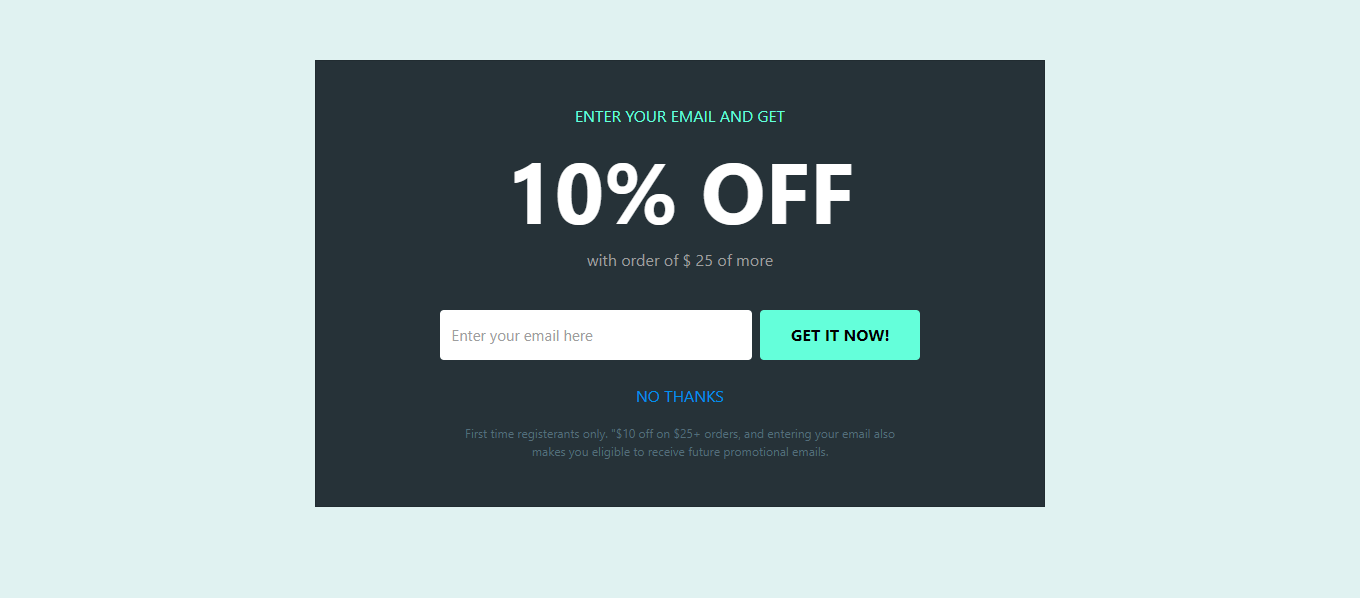 ENTER YOUR EMAIL AND GET
10% OFF
with order of $ 25 of more
Enter your email here
GET IT NOW!
NO THANKS
First time registerants only. "$10 off on $25+ orders, and entering your email also
makes you eligible to receive future promotional emails.